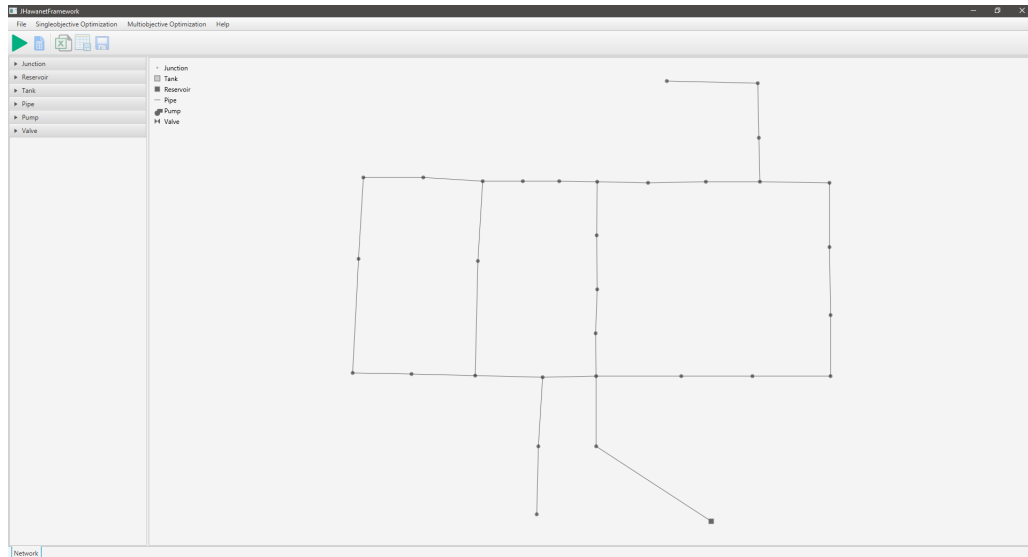 JHawanetFramework
File Singleobjective Optimization Multiobjective Optimization Help
Junction
Reservoir
Tank
Pipe
Pump
Valve
Junction
Tank
Reservoir
Pipe
Pump
Valve
Network